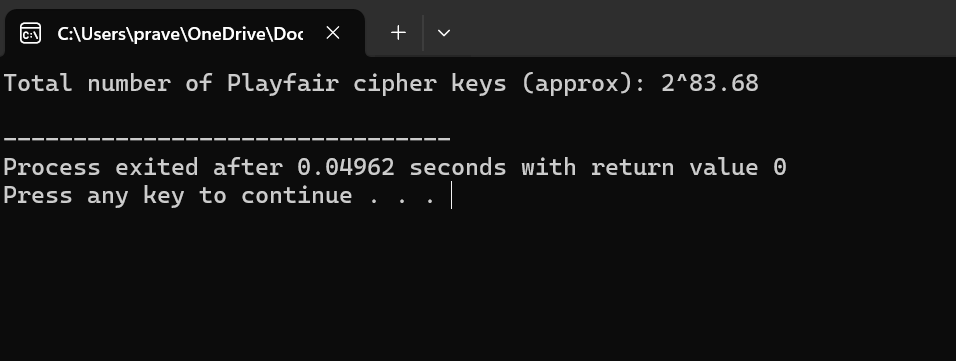 C:\Users\prave\OneDrive\Doc
Total number of Playfair cipher keys (approx): 2^83.68
--------------------------------
Process exited after 0.04962 seconds with return value 0
Press any key to continue . . .